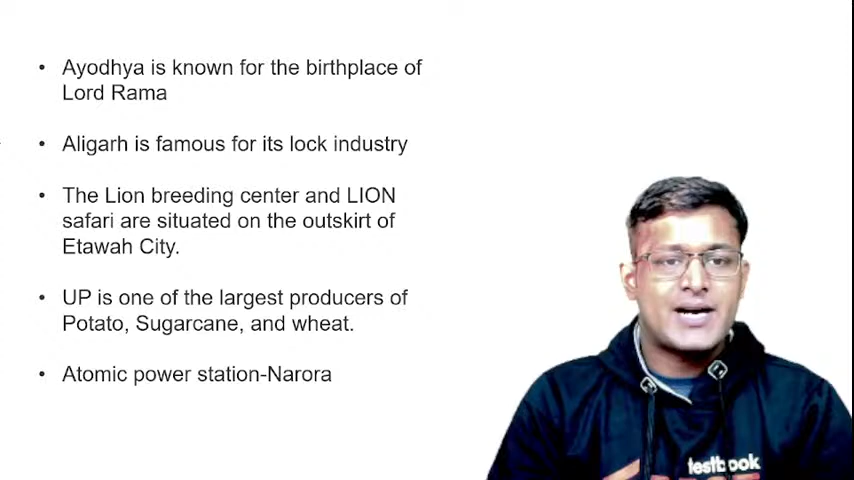 • Ayodhya is known for the birthplace of
Lord Rama
• Aligarh is famous for its lock industry
• The Lion breeding center and LION
safari are situated on the outskirt of
Etawah City.
• UP is one of the largest producers of
Potato, Sugarcane, and wheat.
• Atomic power station-Narora
testbook